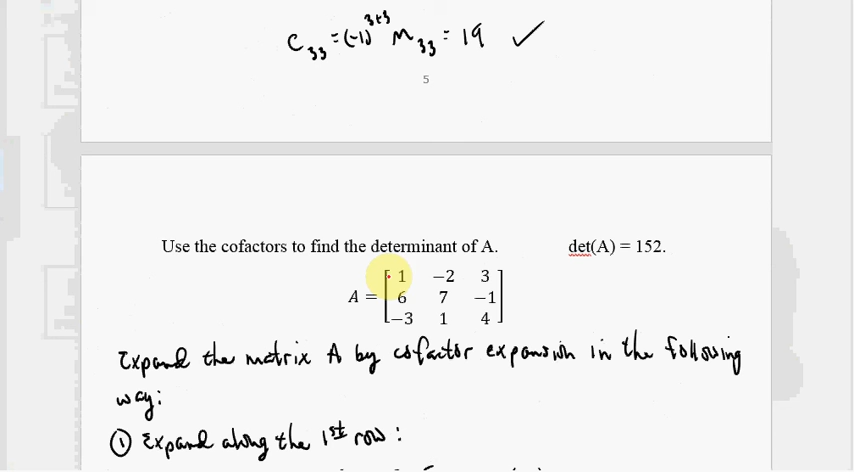 C₃₃ = (-1)³⁺³ M₃₃ = 19 ✓
5
Use the cofactors to find the determinant of A. det(A) = 152.
1 −2 3
A = 6 7 −1
−3 1 4
Expand the matrix A by cofactor expansion in the following
way:
① Expand along the 1st row: